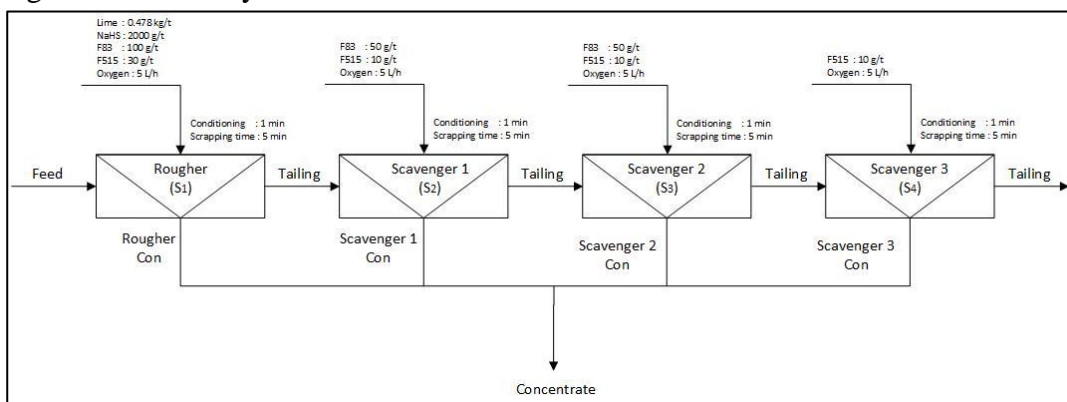 Lime : 0.478 kg/t
NaHS : 2000 g/t
F83 : 100 g/t
F515 : 30 g/t
Oxygen : 5 L/h
F83 : 50 g/t
F515 : 10 g/t
Oxygen : 5 L/h
F83 : 50 g/t
F515 : 10 g/t
Oxygen : 5 L/h
F515 : 10 g/t
Oxygen : 5 L/h
Conditioning : 1 min
Scrapping time : 5 min
Conditioning : 1 min
Scrapping time : 5 min
Conditioning : 1 min
Scrapping time : 5 min
Conditioning : 1 min
Scrapping time : 5 min
Feed
Rougher
(S1)
Tailing
Scavenger 1
(S2)
Tailing
Scavenger 2
(S3)
Tailing
Scavenger 3
(S4)
Tailing
Rougher
Con
Scavenger 1
Con
Scavenger 2
Con
Scavenger 3
Con
Concentrate